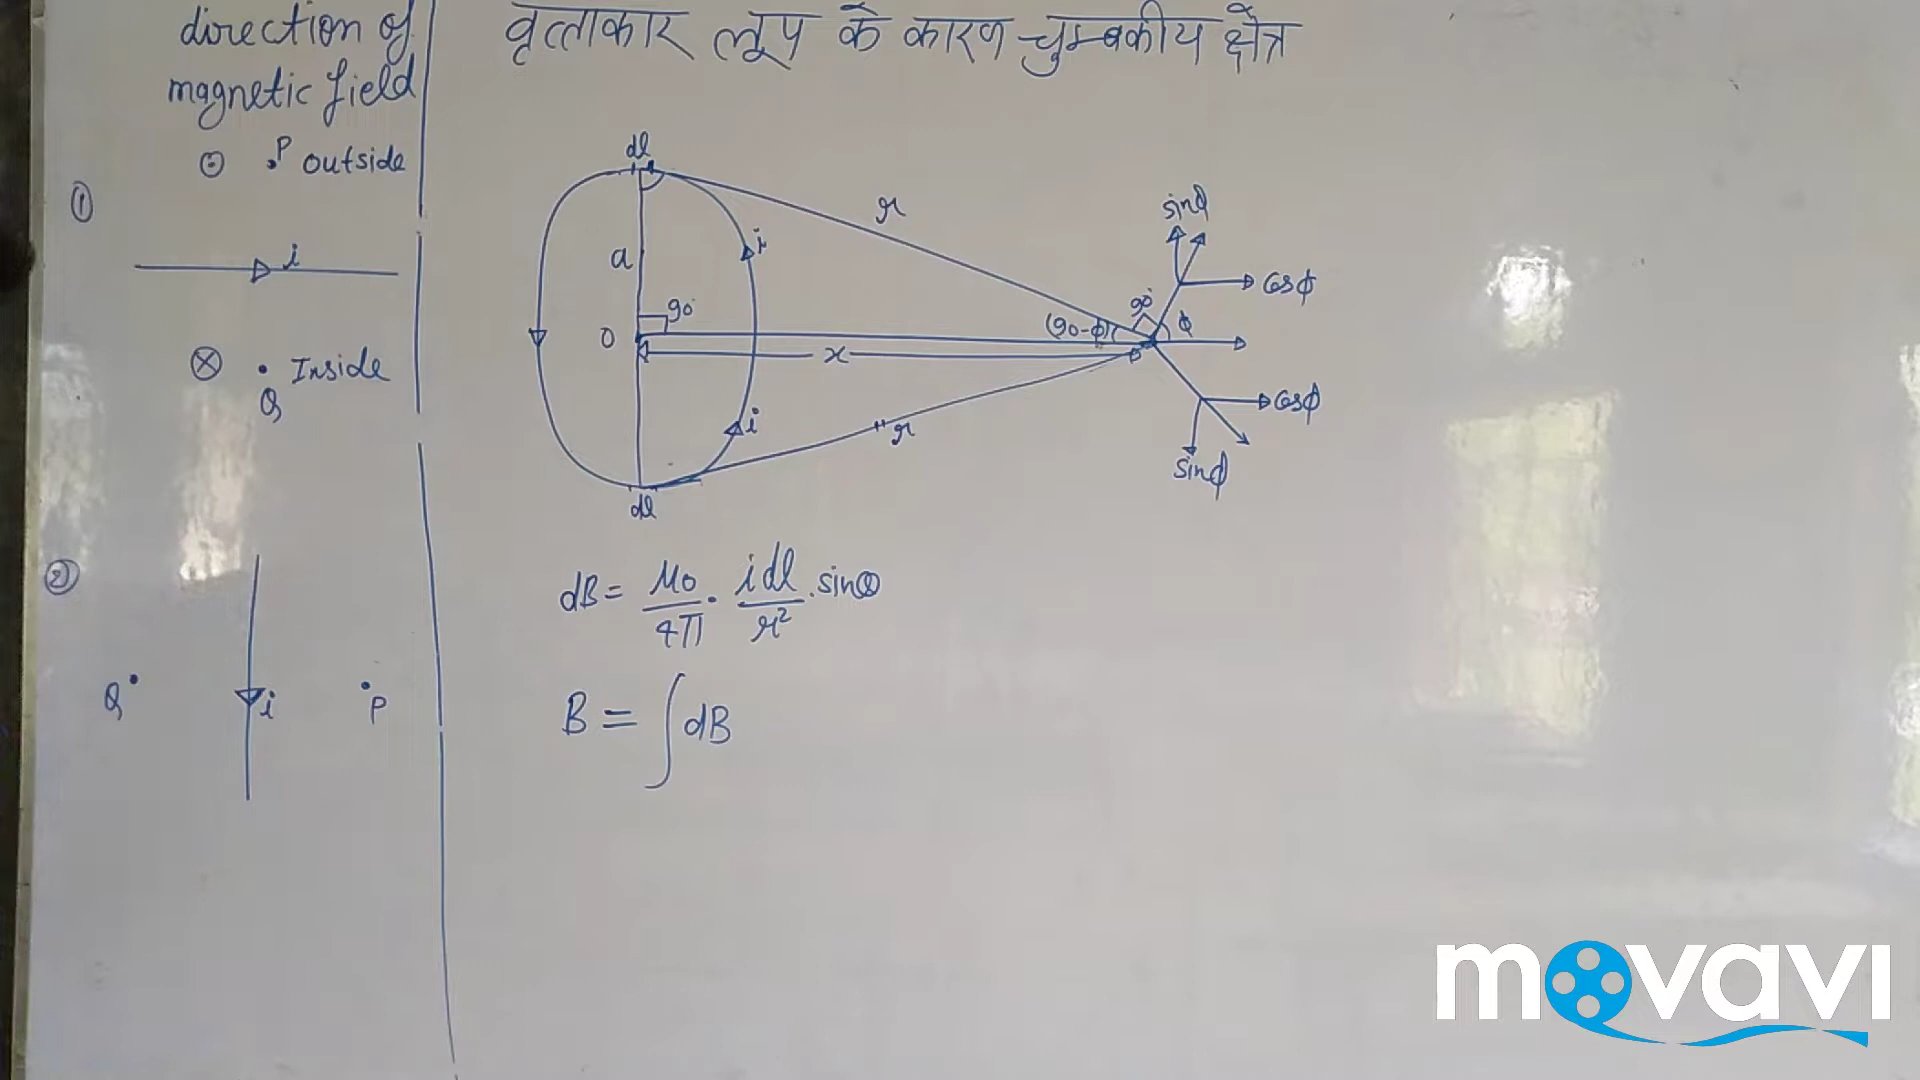 direction of
magnetic field
⊙ .P outside
①
i
⊗ . Inside
Q
②
Q i P
वृत्ताकार लूप के कारण चुम्बकीय क्षेत्र
dl
r
a
i
90°
O
x
(90-ϕ)
90°
ϕ
sinϕ
cosϕ
cosϕ
sinϕ
i
r
dl
dB = μ0/4π · idl/r² . sinθ
B = ∫dB
movavi